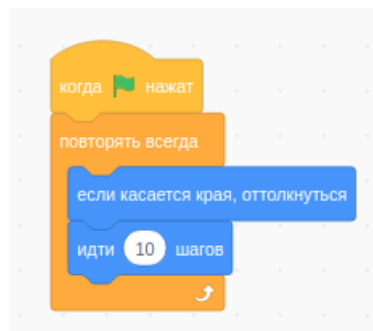 когда нажат
повторять всегда
если касается края, оттолкнуться
идти 10 шагов